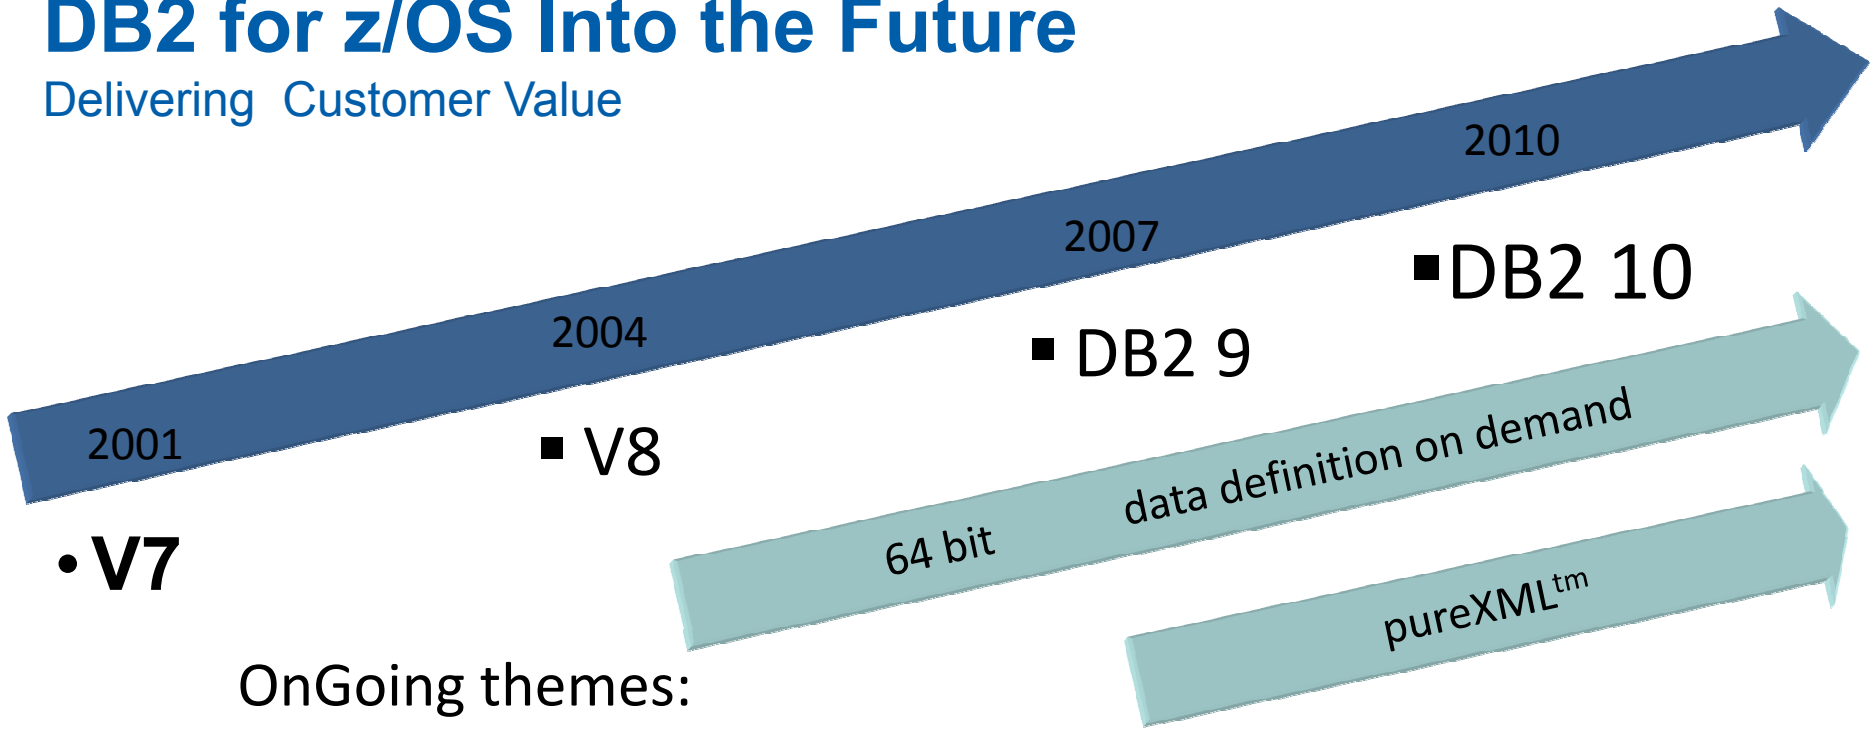 DB2 for z/OS Into the Future
Delivering Customer Value
2010
2007
▪DB2 10
2004
▪ DB2 9
2001
▪ V8
data definition on demand
64 bit
• V7
pureXMLtm
OnGoing themes: